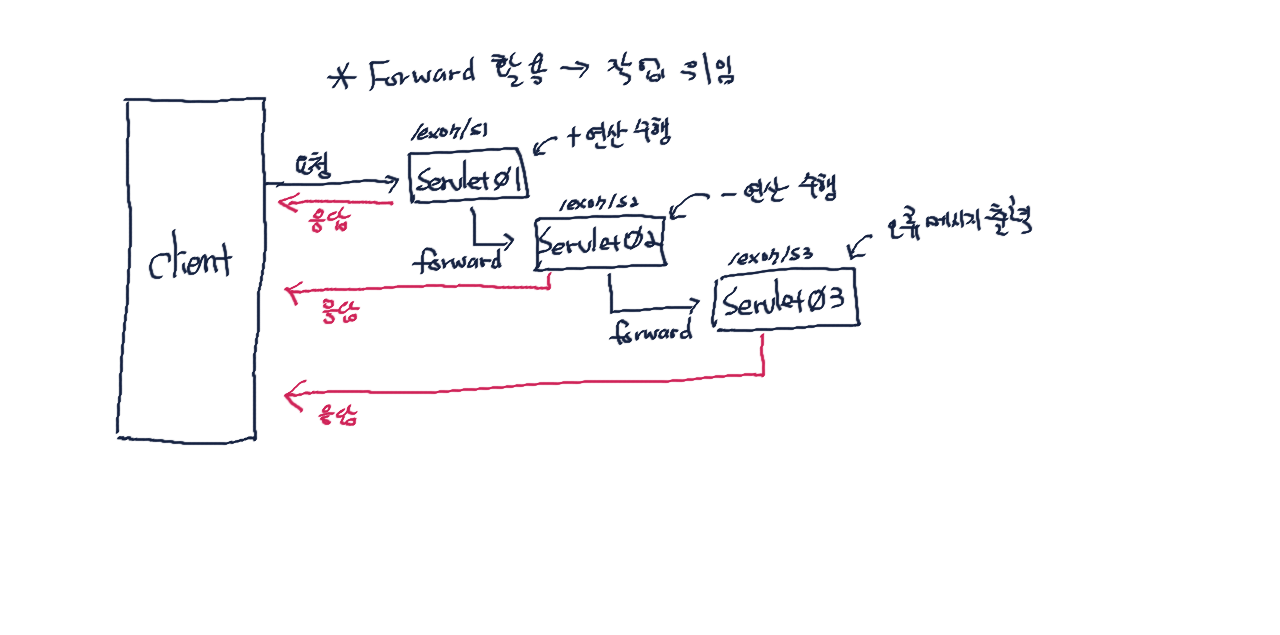 * Forward 활용 → 작업 위임
/ex07/s1
+ 연산 수행
요청
Servlet01
응답
/ex07/s2
- 연산 수행
forward
Servlet02
응답
/ex07/s3
오류 메시지 출력
forward
Servlet03
client
응답